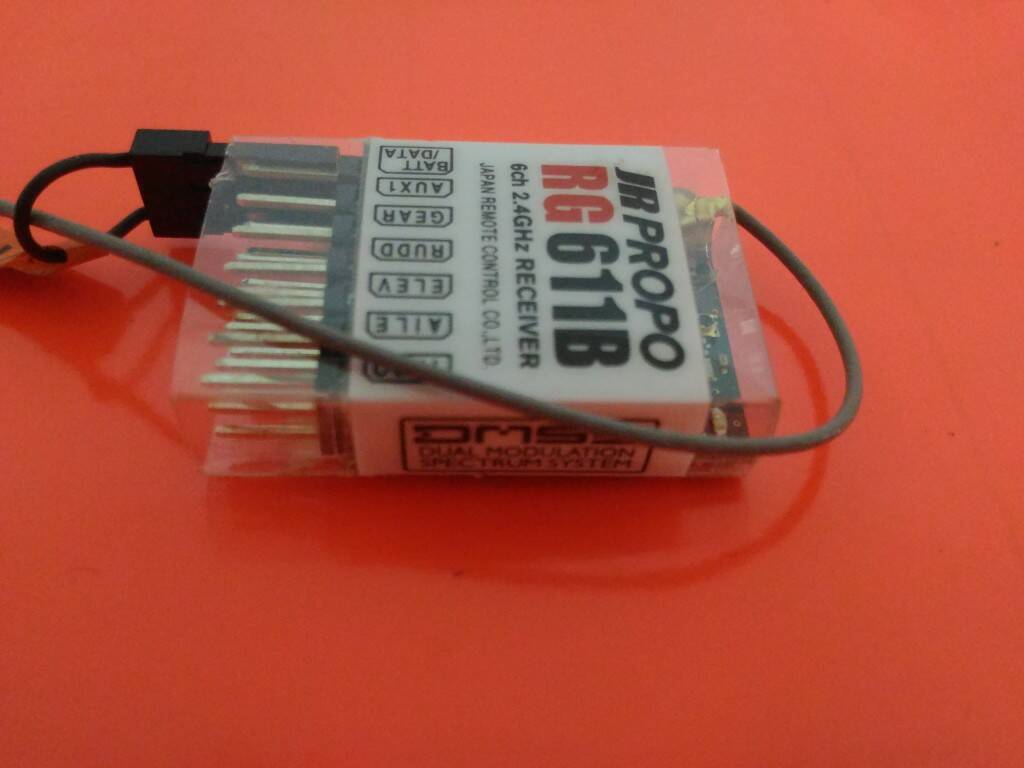 JR PROPO
RG611B
6ch 2.4GHz RECEIVER
JAPAN REMOTE CONTROL CO.,LTD.
BATT
/DATA
AUX1
GEAR
RUDD
ELEV
AILE
DMSS
DUAL MODULATION
SPECTRUM SYSTEM